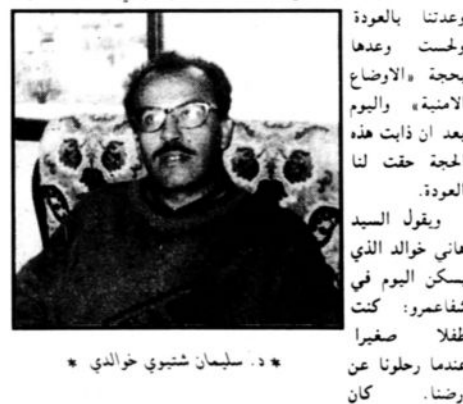 وعدتنا بالعودة
ولحست وعدها
بحجة «الاوضاع
الامنية» واليوم
بعد ان ذابت هذه
الحجة حقت لنا
العودة.
ويقول السيد
هاني خوالد الذي
يسكن اليوم في
شفاعمرو: كنت
طفلا صغيرا
عندما رحلونا عن
ارضنا. كان
* د. سليمان شتيوي خوالدي *